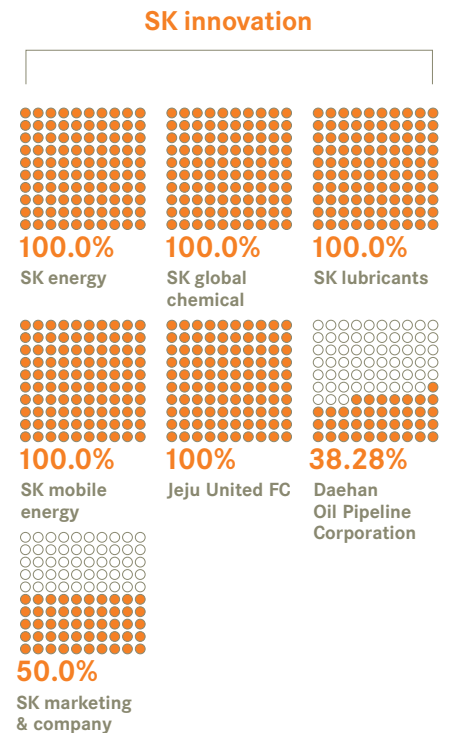 SK innovation
100.0%
SK energy
100.0%
SK global
chemical
100.0%
SK lubricants
100.0%
SK mobile
energy
100%
Jeju United FC
38.28%
Daehan
Oil Pipeline
Corporation
50.0%
SK marketing
& company